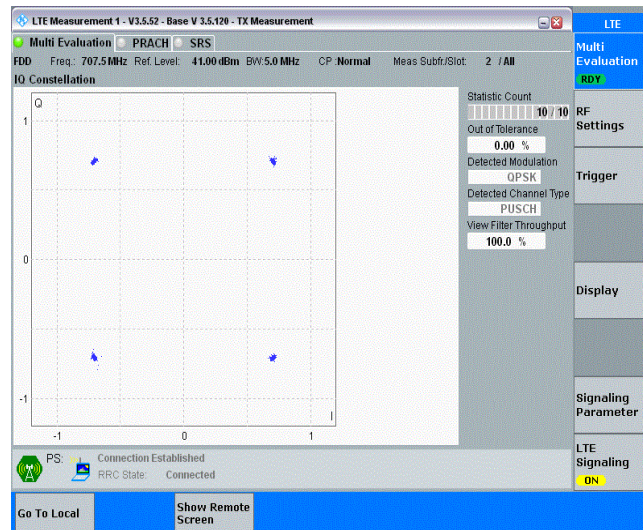 LTE Measurement 1 - V3.5.52 - Base V 3.5.120 - TX Measurement
LTE
Multi Evaluation PRACH SRS
FDD Freq.: 707.5 MHz Ref. Level: 41.00 dBm BW: 5.0 MHz CP :Normal Meas Subfr./Slot: 2 / All
IQ Constellation
Q
1
0
-1
-1 0 1
I
Statistic Count
10 / 10
Out of Tolerance
0.00 %
Detected Modulation
QPSK
Detected Channel Type
PUSCH
View Filter Throughput
100.0 %
Multi
Evaluation
RDY
RF
Settings
Trigger
Display
Signaling
Parameter
LTE
Signaling
ON
PS: Connection Established
RRC State: Connected
Go To Local
Show Remote
Screen